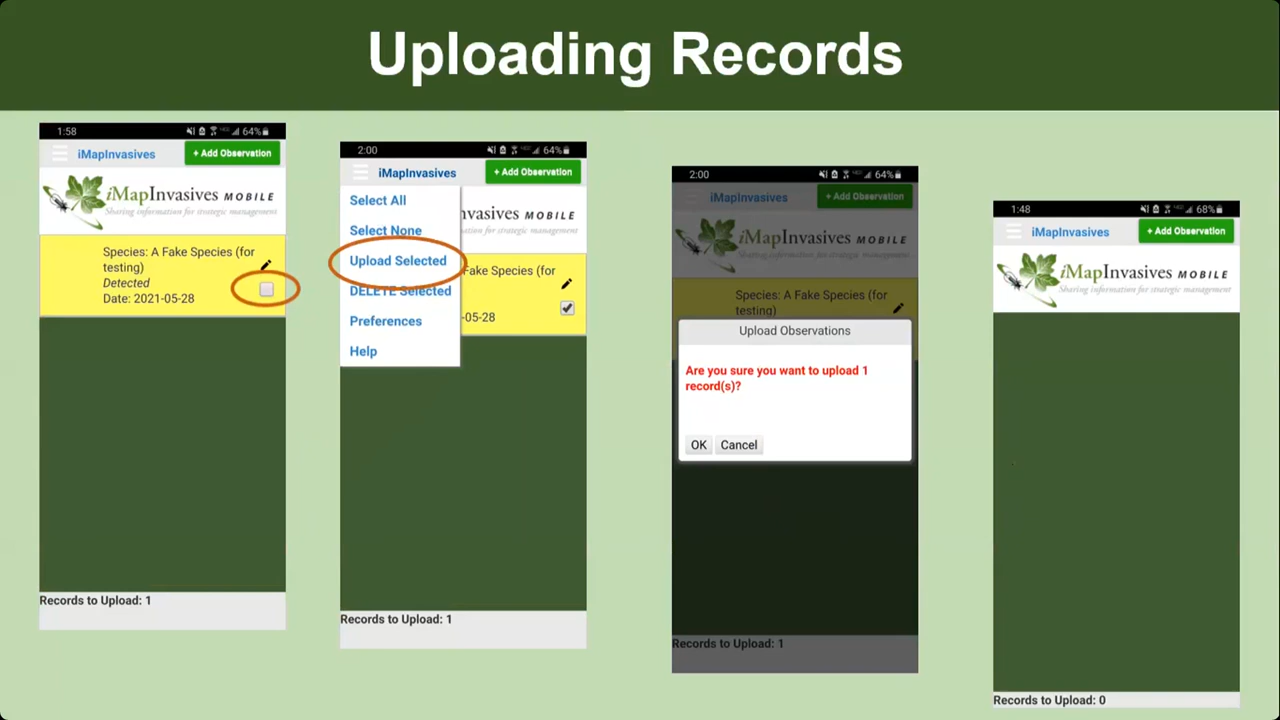 Uploading Records
1:58
64%
iMapInvasives
+ Add Observation
iMapInvasives MOBILE
Sharing information for strategic management
Species: A Fake Species (for
testing)
Detected
Date: 2021-05-28
Records to Upload: 1
2:00
64%
iMapInvasives
+ Add Observation
Select All
Select None
Upload Selected
DELETE Selected
Preferences
Help
nvasives MOBILE
egic management
Fake Species (for
-05-28
Records to Upload: 1
2:00
64%
iMapInvasives
+ Add Observation
iMapInvasives MOBILE
Sharing information for strategic management
Species: A Fake Species (for
testing)
Upload Observations
Are you sure you want to upload 1
record(s)?
OK Cancel
Records to Upload: 1
1:48
68%
iMapInvasives
+ Add Observation
iMapInvasives MOBILE
Sharing information for strategic management
Records to Upload: 0